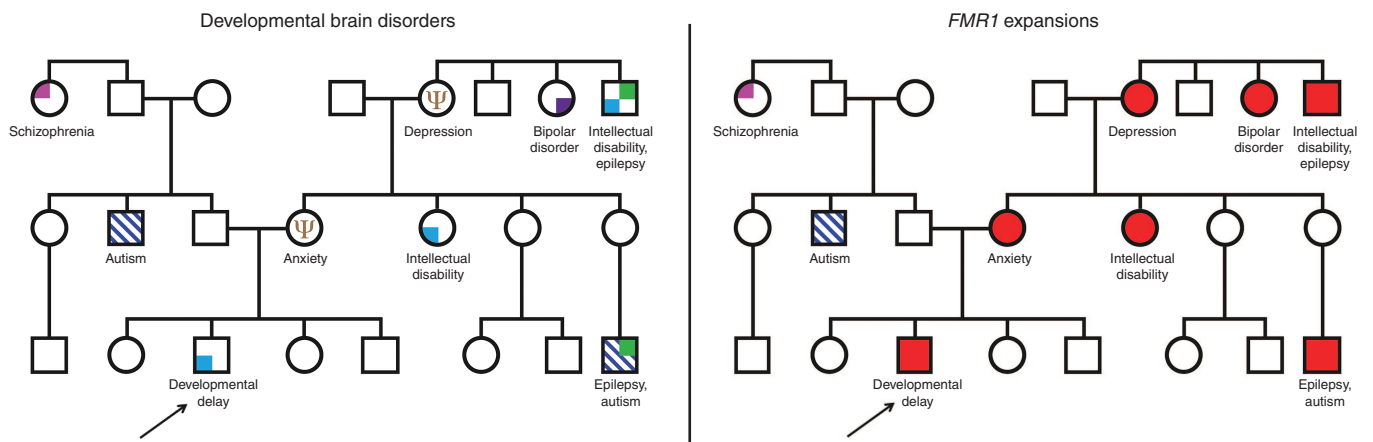 Developmental brain disorders
Ψ
Schizophrenia
Depression
Bipolar
disorder
Intellectual
disability,
epilepsy
Ψ
Autism
Anxiety
Intellectual
disability
Developmental
delay
Epilepsy,
autism
FMR1 expansions
Schizophrenia
Depression
Bipolar
disorder
Intellectual
disability,
epilepsy
Autism
Anxiety
Intellectual
disability
Developmental
delay
Epilepsy,
autism